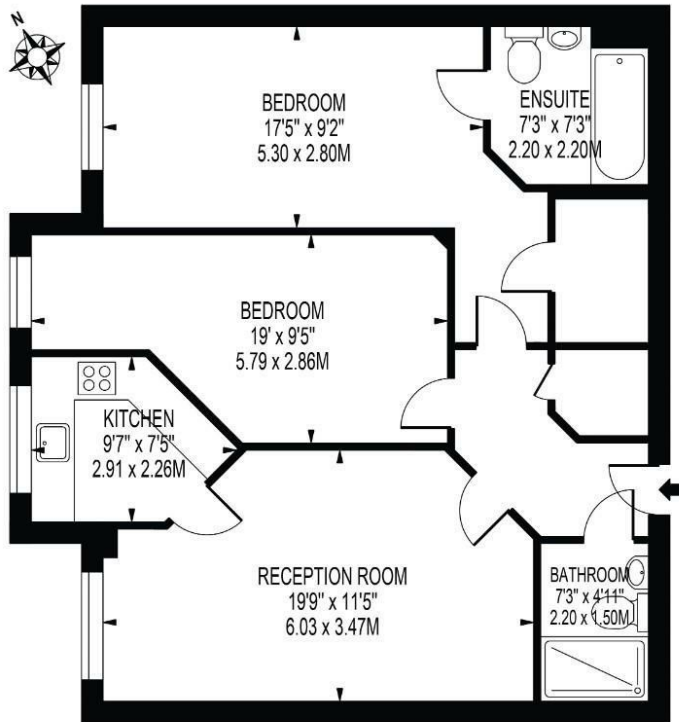 N
BEDROOM
17'5" x 9'2"
5.30 x 2.80M
ENSUITE
7'3" x 7'3"
2.20 x 2.20M
BEDROOM
19' x 9'5"
5.79 x 2.86M
KITCHEN
9'7" x 7'5"
2.91 x 2.26M
RECEPTION ROOM
19'9" x 11'5"
6.03 x 3.47M
BATHROOM
7'3" x 4'11"
2.20 x 1.50M